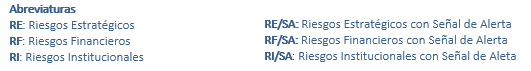 Abreviaturas
RE: Riesgos Estratégicos
RF: Riesgos Financieros
RI: Riesgos Institucionales
RE/SA: Riesgos Estratégicos con Señal de Alerta
RF/SA: Riesgos Financieros con Señal de Alerta
RI/SA: Riesgos Institucionales con Señal de Aleta